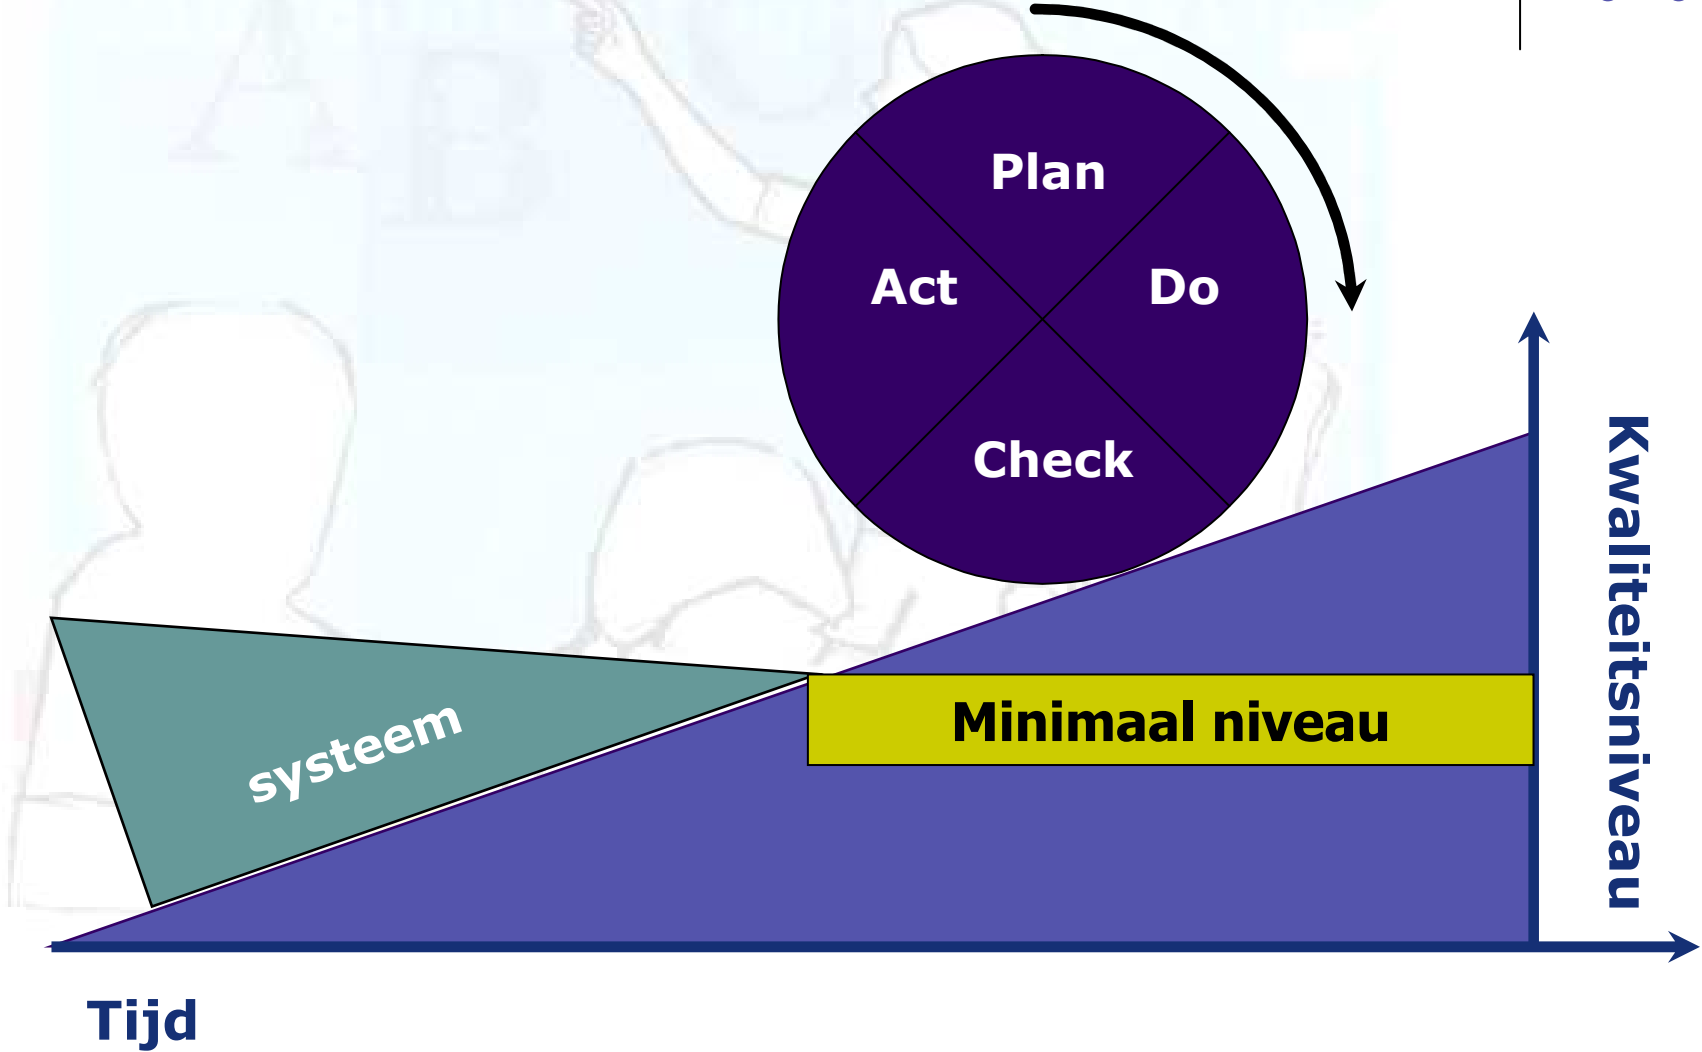 Plan
Act
Do
Check
Kwaliteitsniveau
systeem
Minimaal niveau
Tijd